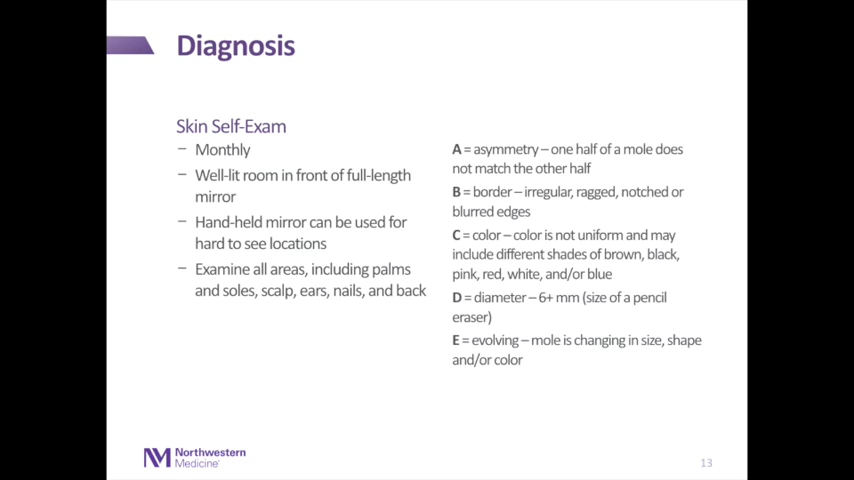 Diagnosis
Skin Self-Exam
– Monthly
– Well-lit room in front of full-length
mirror
– Hand-held mirror can be used for
hard to see locations
– Examine all areas, including palms
and soles, scalp, ears, nails, and back
A = asymmetry – one half of a mole does
not match the other half
B = border – irregular, ragged, notched or
blurred edges
C = color – color is not uniform and may
include different shades of brown, black,
pink, red, white, and/or blue
D = diameter – 6+ mm (size of a pencil
eraser)
E = evolving – mole is changing in size, shape
and/or color
NM
Northwestern
Medicine
13